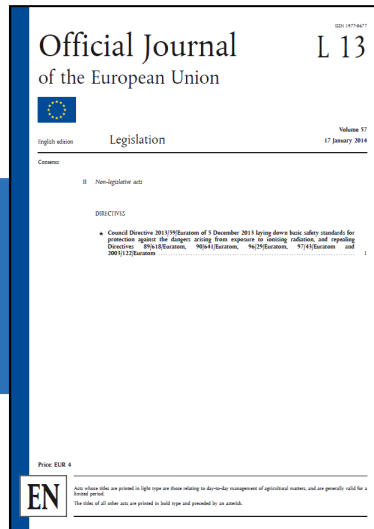 ISSN 1977-0677
Official Journal
of the European Union
L 13
Volume 57
English edition
Legislation
17 January 2014
Contents
II Non-legislative acts
DIRECTIVES
★ Council Directive 2013/59/Euratom of 5 December 2013 laying down basic safety standards for
protection against the dangers arising from exposure to ionising radiation, and repealing
Directives 89/618/Euratom, 90/641/Euratom, 96/29/Euratom, 97/43/Euratom and
2003/122/Euratom ........................................................ 1
Price: EUR 4
EN
Acts whose titles are printed in light type are those relating to day-to-day management of agricultural matters, and are generally valid for a
limited period.
The titles of all other acts are printed in bold type and preceded by an asterisk.